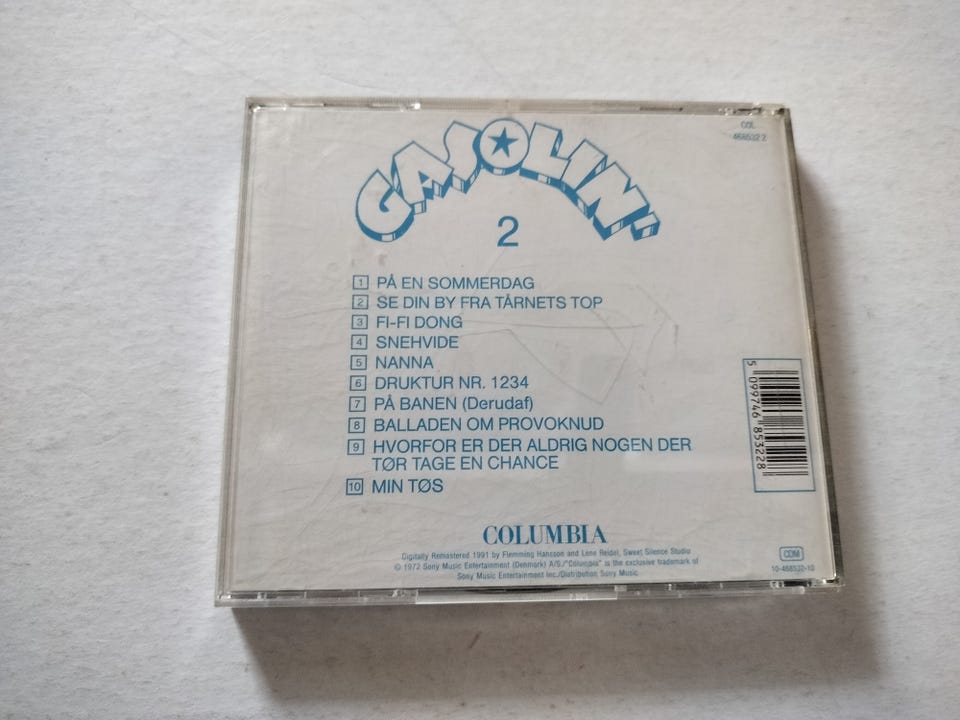 COL
468532 2
GASOLIN'
2
1 PÅ EN SOMMERDAG
2 SE DIN BY FRA TÅRNETS TOP
3 FI-FI DONG
4 SNEHVIDE
5 NANNA
6 DRUKTUR NR. 1234
7 PÅ BANEN (Derudaf)
8 BALLADEN OM PROVOKNUD
9 HVORFOR ER DER ALDRIG NOGEN DER
TØR TAGE EN CHANCE
10 MIN TØS
5 099746 853228
COLUMBIA
Digitally Remastered 1991 by Flemming Hansson and Lene Reidel, Sweet Silence Studio
© 1972 Sony Music Entertainment (Denmark) A/S/"Columbia" is the exclusive trademark of
Sony Music Entertainment Inc./Distribution Sony Music.
CDM
10-468532-10